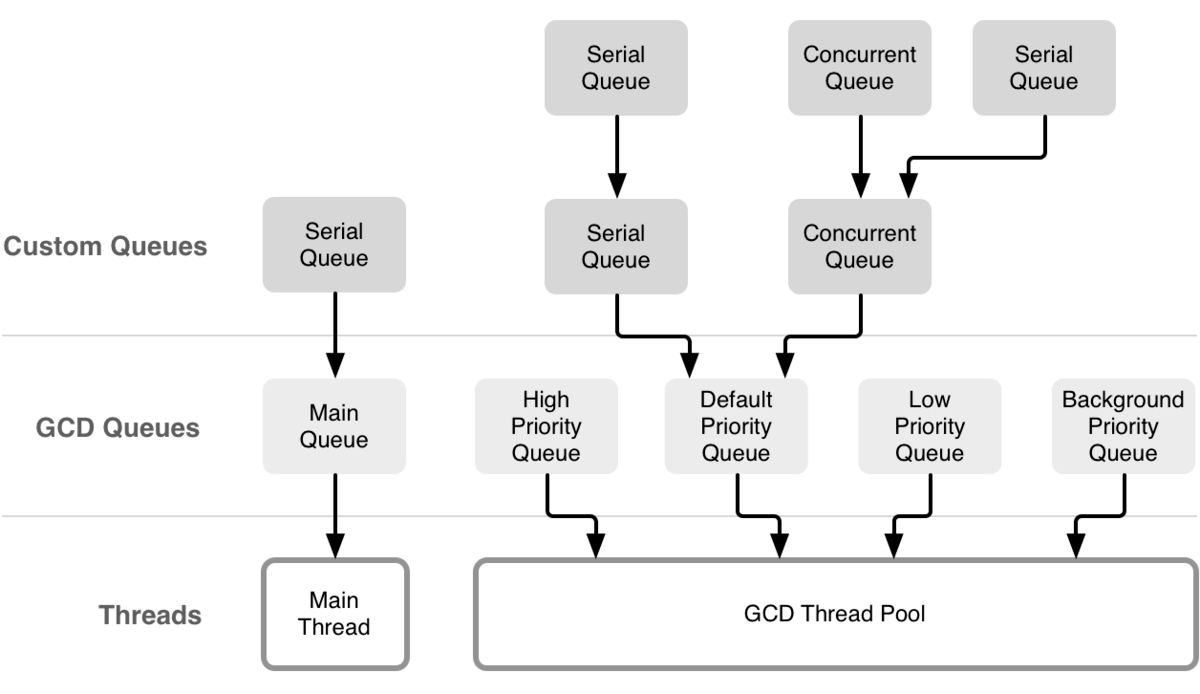 Serial
Queue
Concurrent
Queue
Serial
Queue
Custom Queues
Serial
Queue
Serial
Queue
Concurrent
Queue
GCD Queues
Main
Queue
High
Priority
Queue
Default
Priority
Queue
Low
Priority
Queue
Background
Priority
Queue
Threads
Main
Thread
GCD Thread Pool